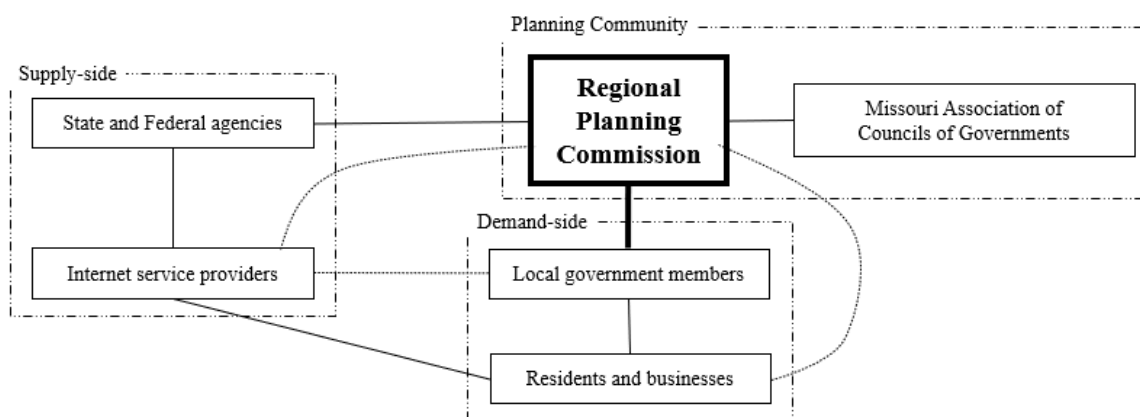 Planning Community
Supply-side
Regional
Planning
Commission
State and Federal agencies
Missouri Association of
Councils of Governments
Demand-side
Internet service providers
Local government members
Residents and businesses